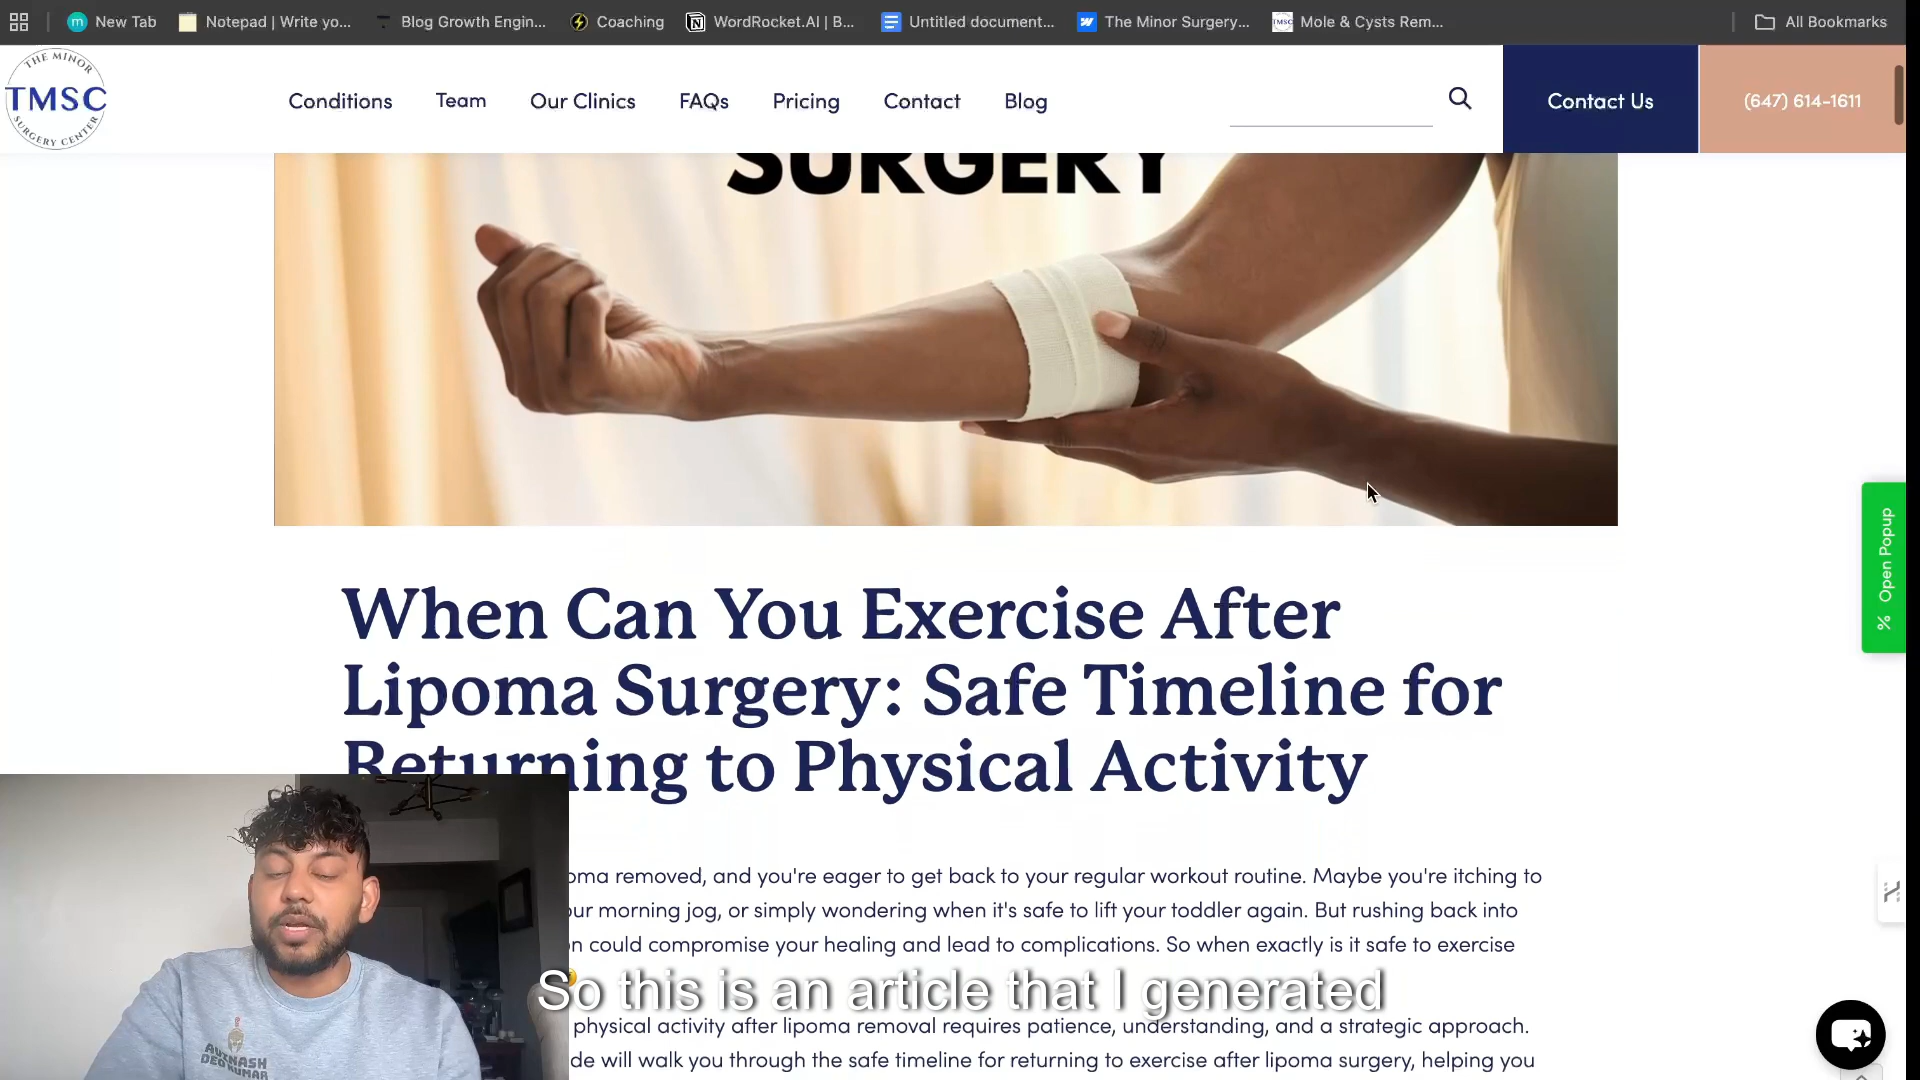 New Tab
Notepad | Write yo...
Blog Growth Engin...
Coaching
WordRocket.AI | B...
Untitled document...
The Minor Surgery...
Mole & Cysts Rem...
All Bookmarks
THE MINOR
TMSC
SURGERY CENTER
Conditions
Team
Our Clinics
FAQs
Pricing
Contact
Blog
Contact Us
(647) 614-1611
SURGERY
% Open Popup
When Can You Exercise After
Lipoma Surgery: Safe Timeline for
Returning to Physical Activity
oma removed, and you're eager to get back to your regular workout routine. Maybe you're itching to
our morning jog, or simply wondering when it's safe to lift your toddler again. But rushing back into
on could compromise your healing and lead to complications. So when exactly is it safe to exercise
So this is an article that I generated
physical activity after lipoma removal requires patience, understanding, and a strategic approach.
de will walk you through the safe timeline for returning to exercise after lipoma surgery, helping you
AVINASH
DEO KUMAR